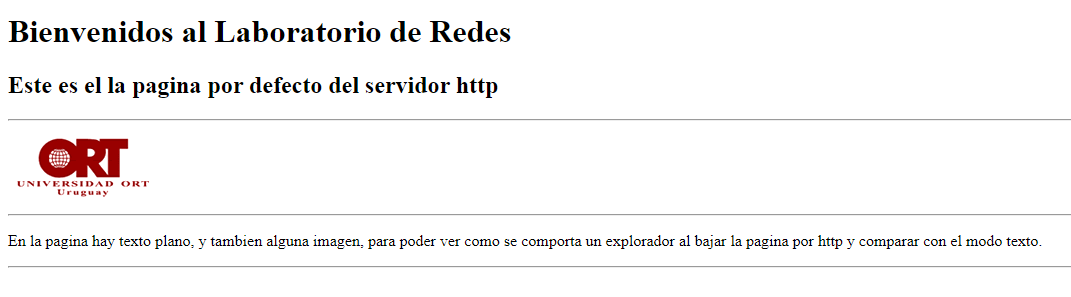 Bienvenidos al Laboratorio de Redes
Este es el la pagina por defecto del servidor http
ORT
UNIVERSIDAD ORT
Uruguay
En la pagina hay texto plano, y tambien alguna imagen, para poder ver como se comporta un explorador al bajar la pagina por http y comparar con el modo texto.